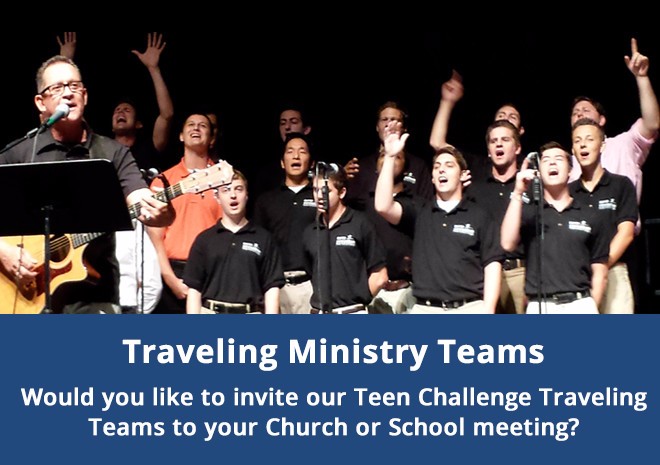 Traveling Ministry Teams
Would you like to invite our Teen Challenge Traveling
Teams to your Church or School meeting?